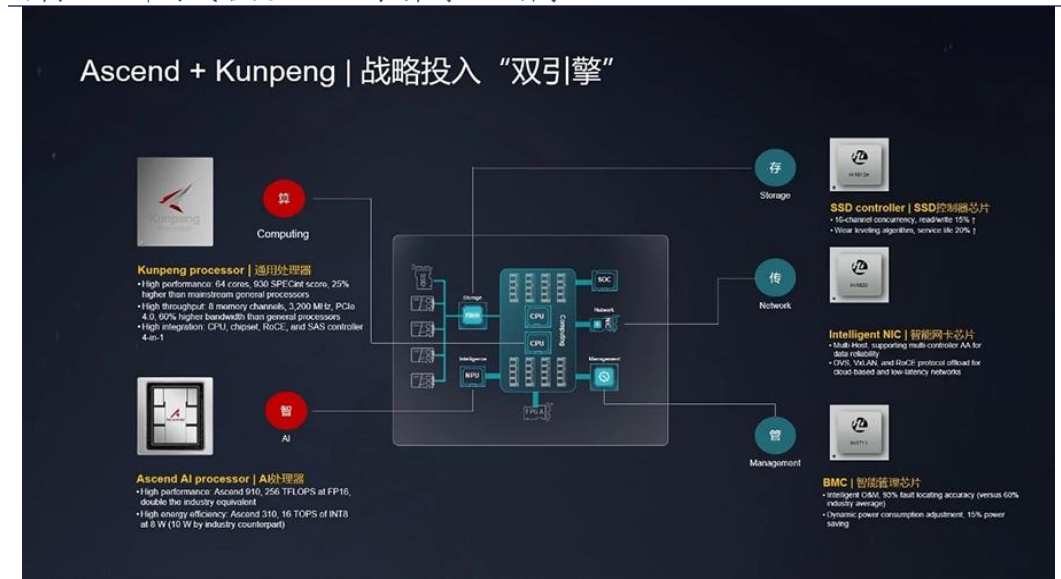 Ascend + Kunpeng | 战略投入 “双引擎”
Kunpeng
算
Computing
Kunpeng processor | 通用处理器
• High performance: 64 cores, 930 SPECint score, 25%
higher than mainstream general processors
• High throughput: 8 memory channels, 3,200 MHz, PCIe
4.0, 60% higher bandwidth than general processors
• High integration: CPU, chipset, RoCE, and SAS controller
4-in-1
智
AI
Ascend AI processor | AI处理器
• High performance: Ascend 910, 256 TFLOPS at FP16,
double the industry equivalent
• High energy efficiency: Ascend 310, 16 TOPS of INT8
at 8 W (10 W by industry counterpart)
Storage
Intelligence
NPU
CPU
CPU
Computing
SOC
Network
NIC
Management
FPGA
存
Storage
SSD controller | SSD控制器芯片
• 16-channel concurrency, read/write 15% ↑
• Wear leveling algorithm, service life 20% ↑
传
Network
Intelligent NIC | 智能网卡芯片
• Multi-Host, supporting multi-controller AA for
data reliability
• OVS, VxLAN, and RoCE protocol offload for
cloud-based and low-latency networks
管
Management
BMC | 智能管理芯片
• Intelligent O&M, 93% fault locating accuracy (versus 60%
industry average)
• Dynamic power consumption adjustment, 15% power
saving